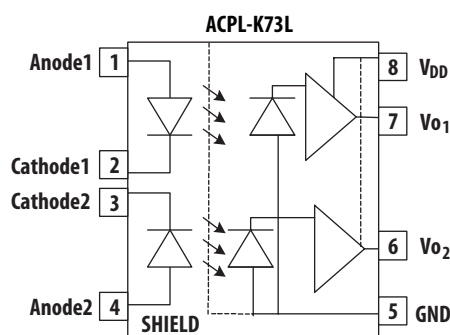 ACPL-K73L
Anode1 1
8 VDD
7 Vo1
Cathode1 2
Cathode2 3
6 Vo2
Anode2 4
5 GND
SHIELD